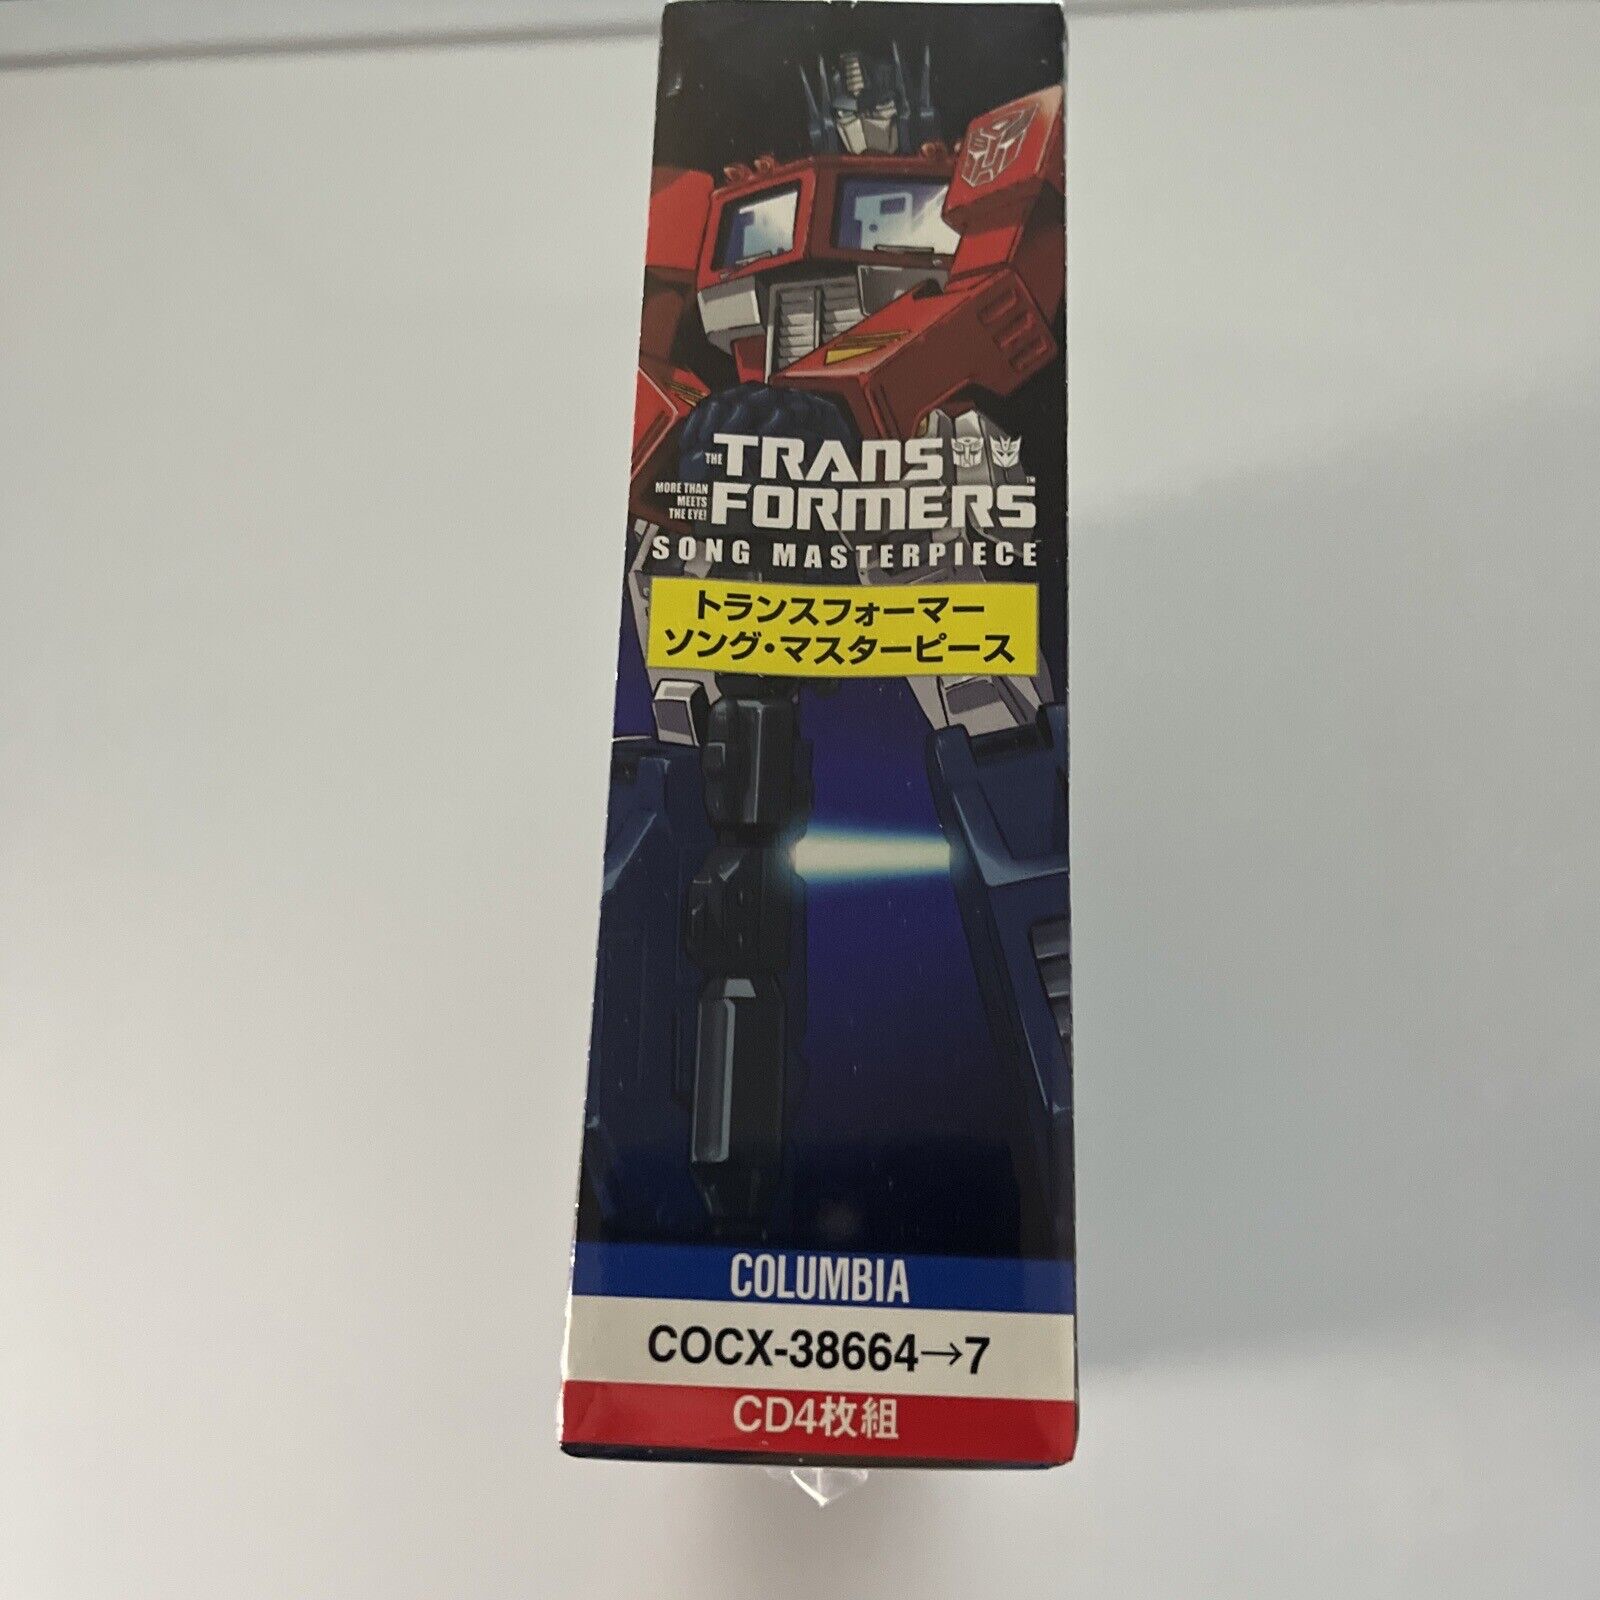 THE TRANS
MORE THAN
MEETS
THE EYE!
FORMERS™
SONG MASTERPIECE
トランスフォーマー
ソング・マスターピース
COLUMBIA
COCX-38664→7
CD4枚組